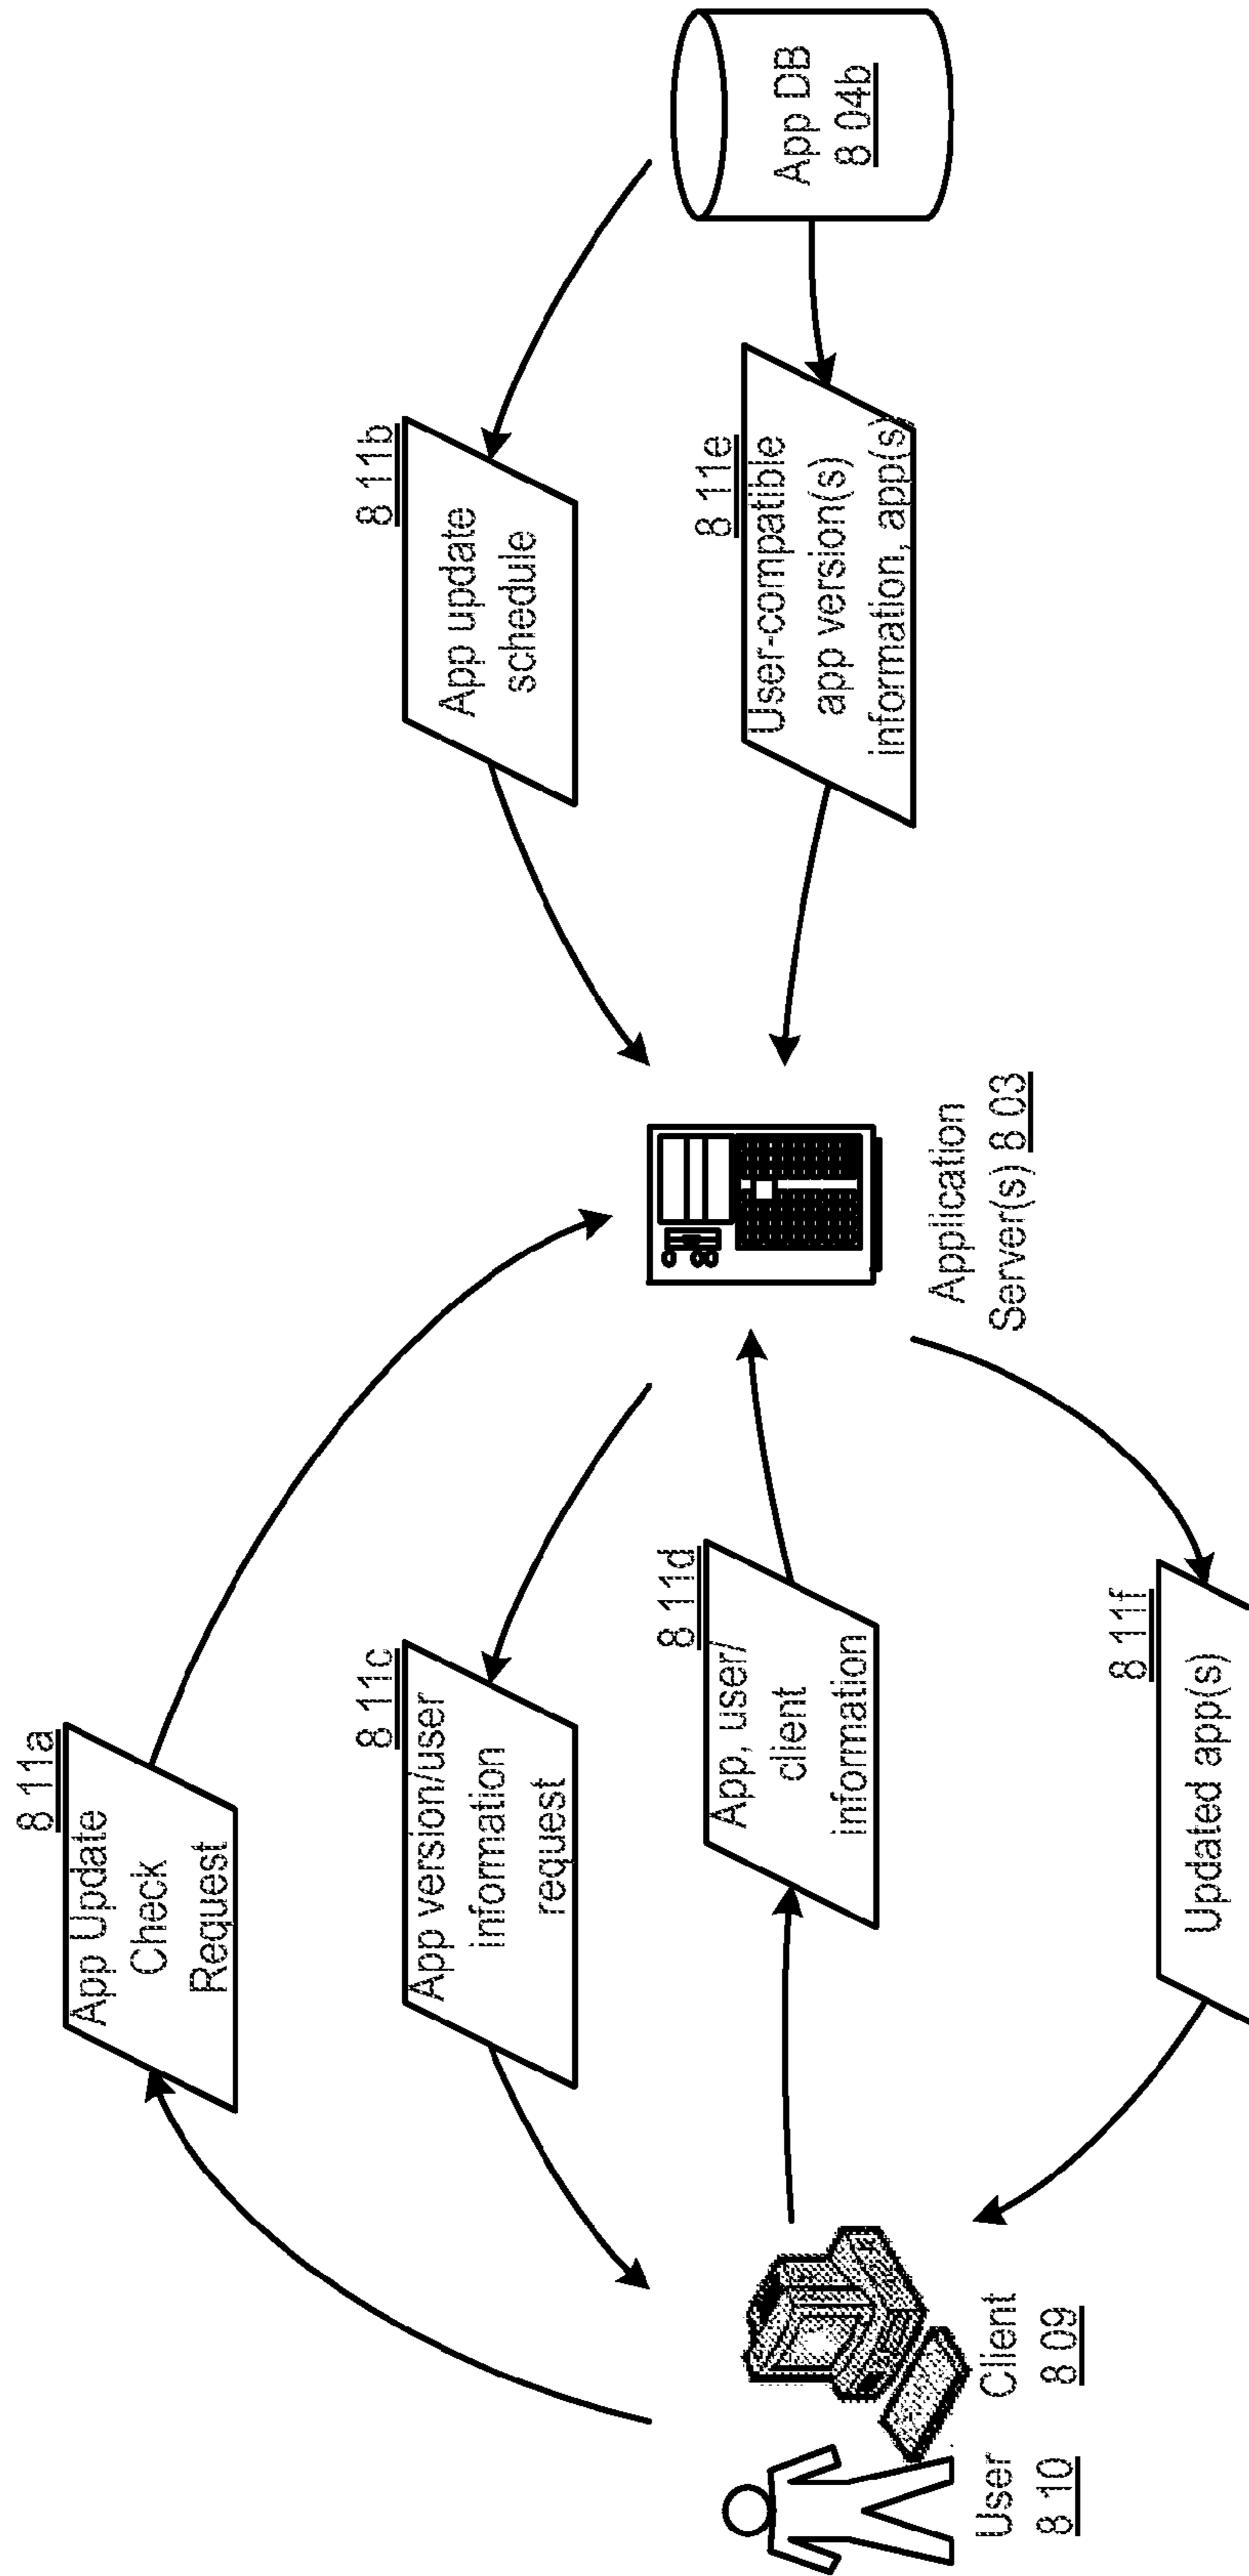 8 11a
App Update
Check
Request
8 11c
App version/user
information
request
8 11d
App, user/
client
information
8 11f
Updated app(s)
User
8 10
Client
8 09
Application
Server(s) 8 03
8 11b
App update
schedule
8 11e
User-compatible
app version(s)
information, app(s)
App DB
8 04b